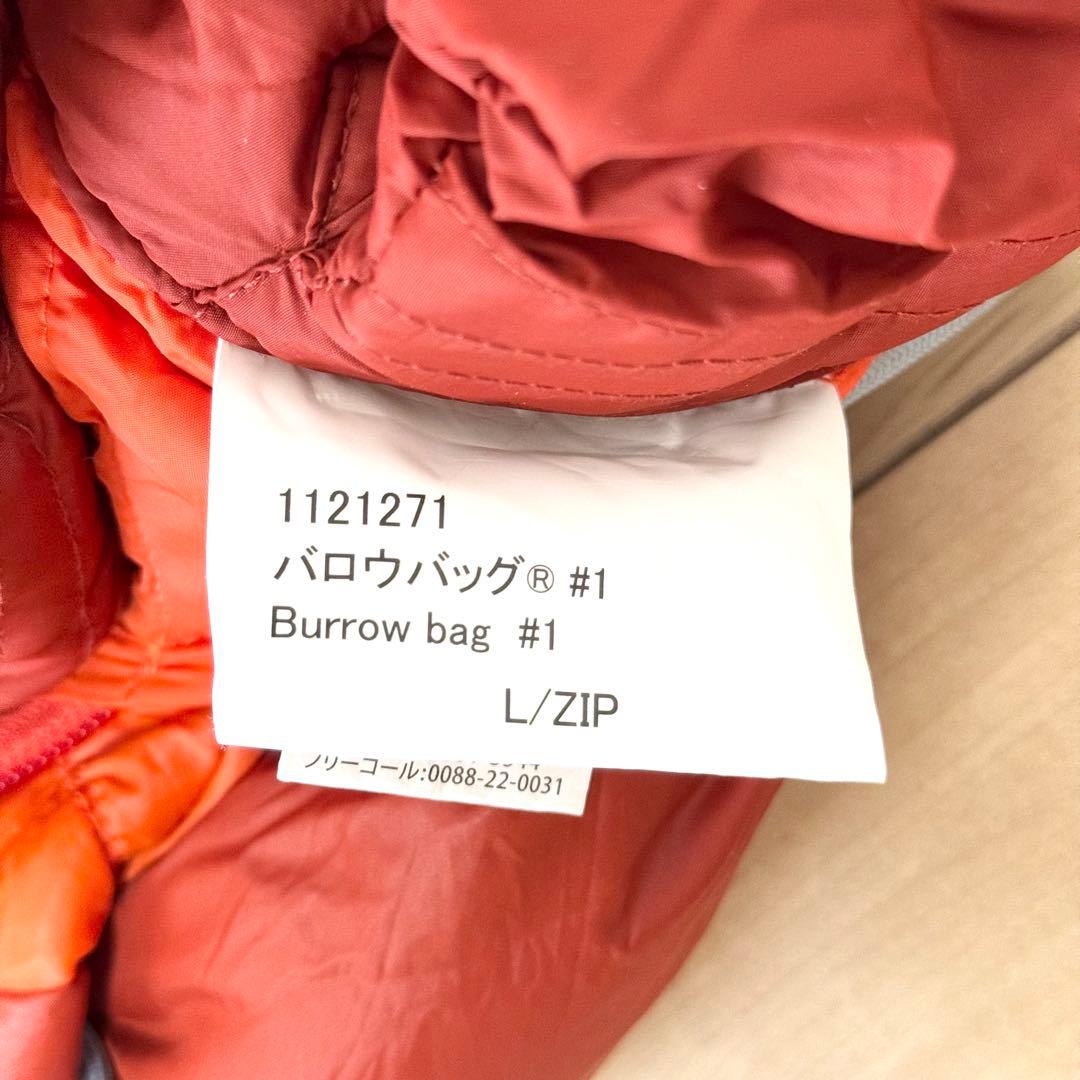 1121271
バロウバッグ® #1
Burrow bag #1
L/ZIP
フリーコール:0088-22-0031